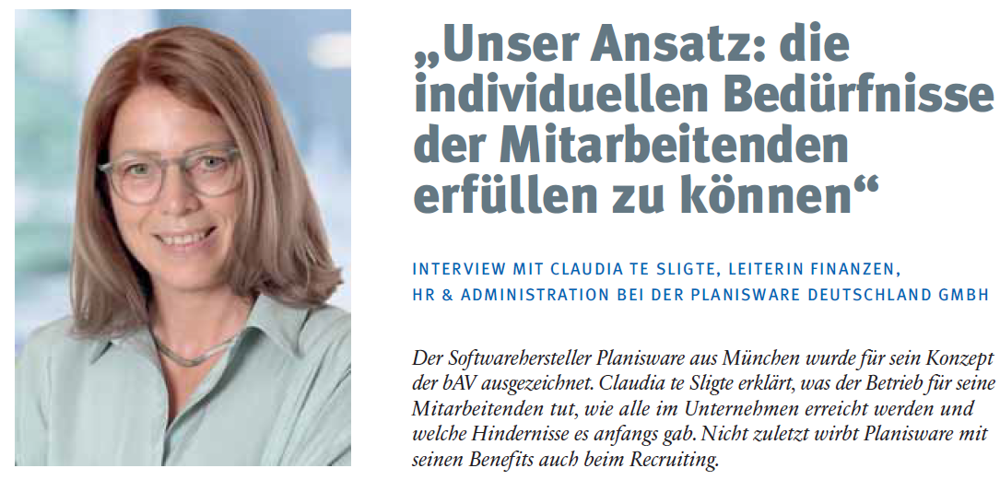 „Unser Ansatz: die
individuellen Bedürfnisse
der Mitarbeitenden
erfüllen zu können“
INTERVIEW MIT CLAUDIA TE SLIGTE, LEITERIN FINANZEN,
HR & ADMINISTRATION BEI DER PLANISWARE DEUTSCHLAND GMBH
Der Softwarehersteller Planisware aus München wurde für sein Konzept
der bAV ausgezeichnet. Claudia te Sligte erklärt, was der Betrieb für seine
Mitarbeitenden tut, wie alle im Unternehmen erreicht werden und
welche Hindernisse es anfangs gab. Nicht zuletzt wirbt Planisware mit
seinen Benefits auch beim Recruiting.